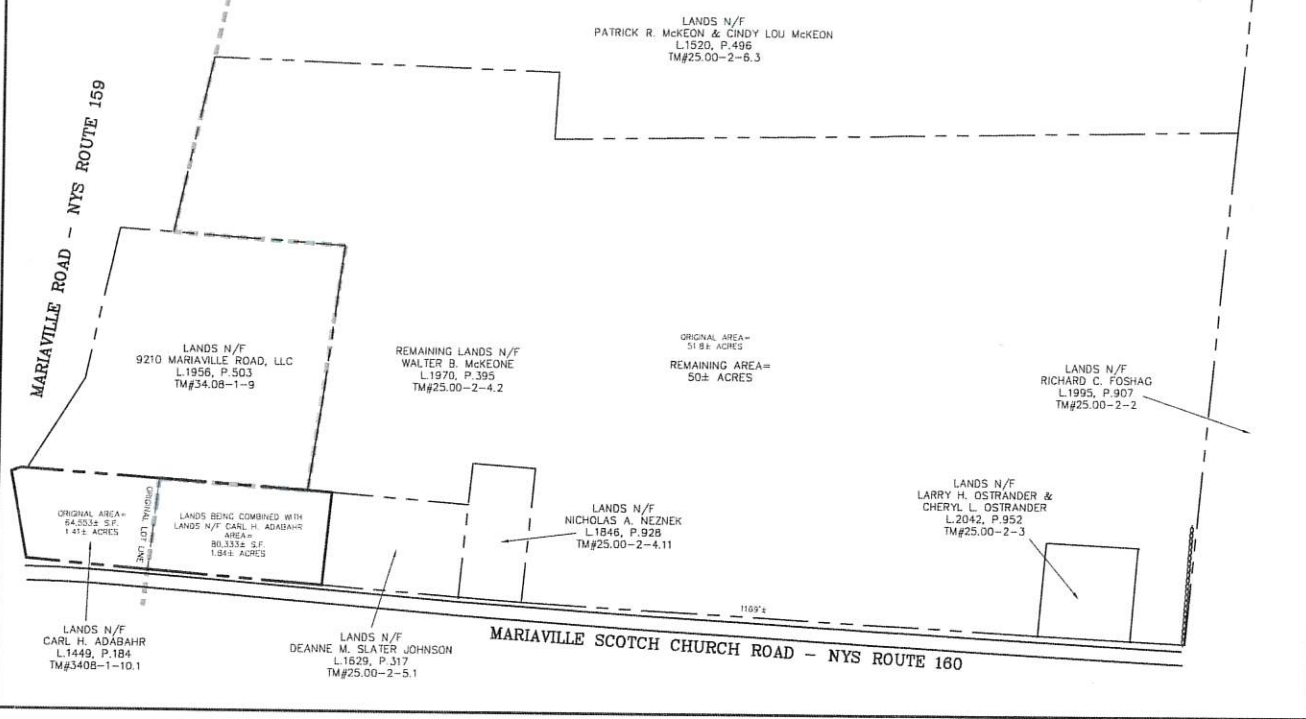 LANDS N/F
PATRICK R. McKEON & CINDY LOU McKEON
L.1520, P.496
TM#25.00-2-6.3
MARIAVILLE ROAD - NYS ROUTE 159
LANDS N/F
9210 MARIAVILLE ROAD, LLC
L.1956, P.503
TM#34.08-1-9
REMAINING LANDS N/F
WALTER B. McKEONE
L.1970, P.395
TM#25.00-2-4.2
ORIGINAL AREA=
51.8± ACRES
REMAINING AREA=
50± ACRES
LANDS N/F
RICHARD C. FOSHAG
L.1995, P.907
TM#25.00-2-2
ORIGINAL AREA=
64,553± S.F.
1.41± ACRES
ORIGINAL LOT LINE
LANDS BEING COMBINED WITH
LANDS N/F CARL H. ADABAHR
AREA=
80,333± S.F.
1.84± ACRES
LANDS N/F
NICHOLAS A. NEZNEK
L.1846, P.928
TM#25.00-2-4.11
LANDS N/F
LARRY H. OSTRANDER &
CHERYL L. OSTRANDER
L.2042, P.952
TM#25.00-2-3
1169'±
LANDS N/F
CARL H. ADABAHR
L.1449, P.184
TM#3408-1-10.1
LANDS N/F
DEANNE M. SLATER JOHNSON
L.1629, P.317
TM#25.00-2-5.1
MARIAVILLE SCOTCH CHURCH ROAD - NYS ROUTE 160